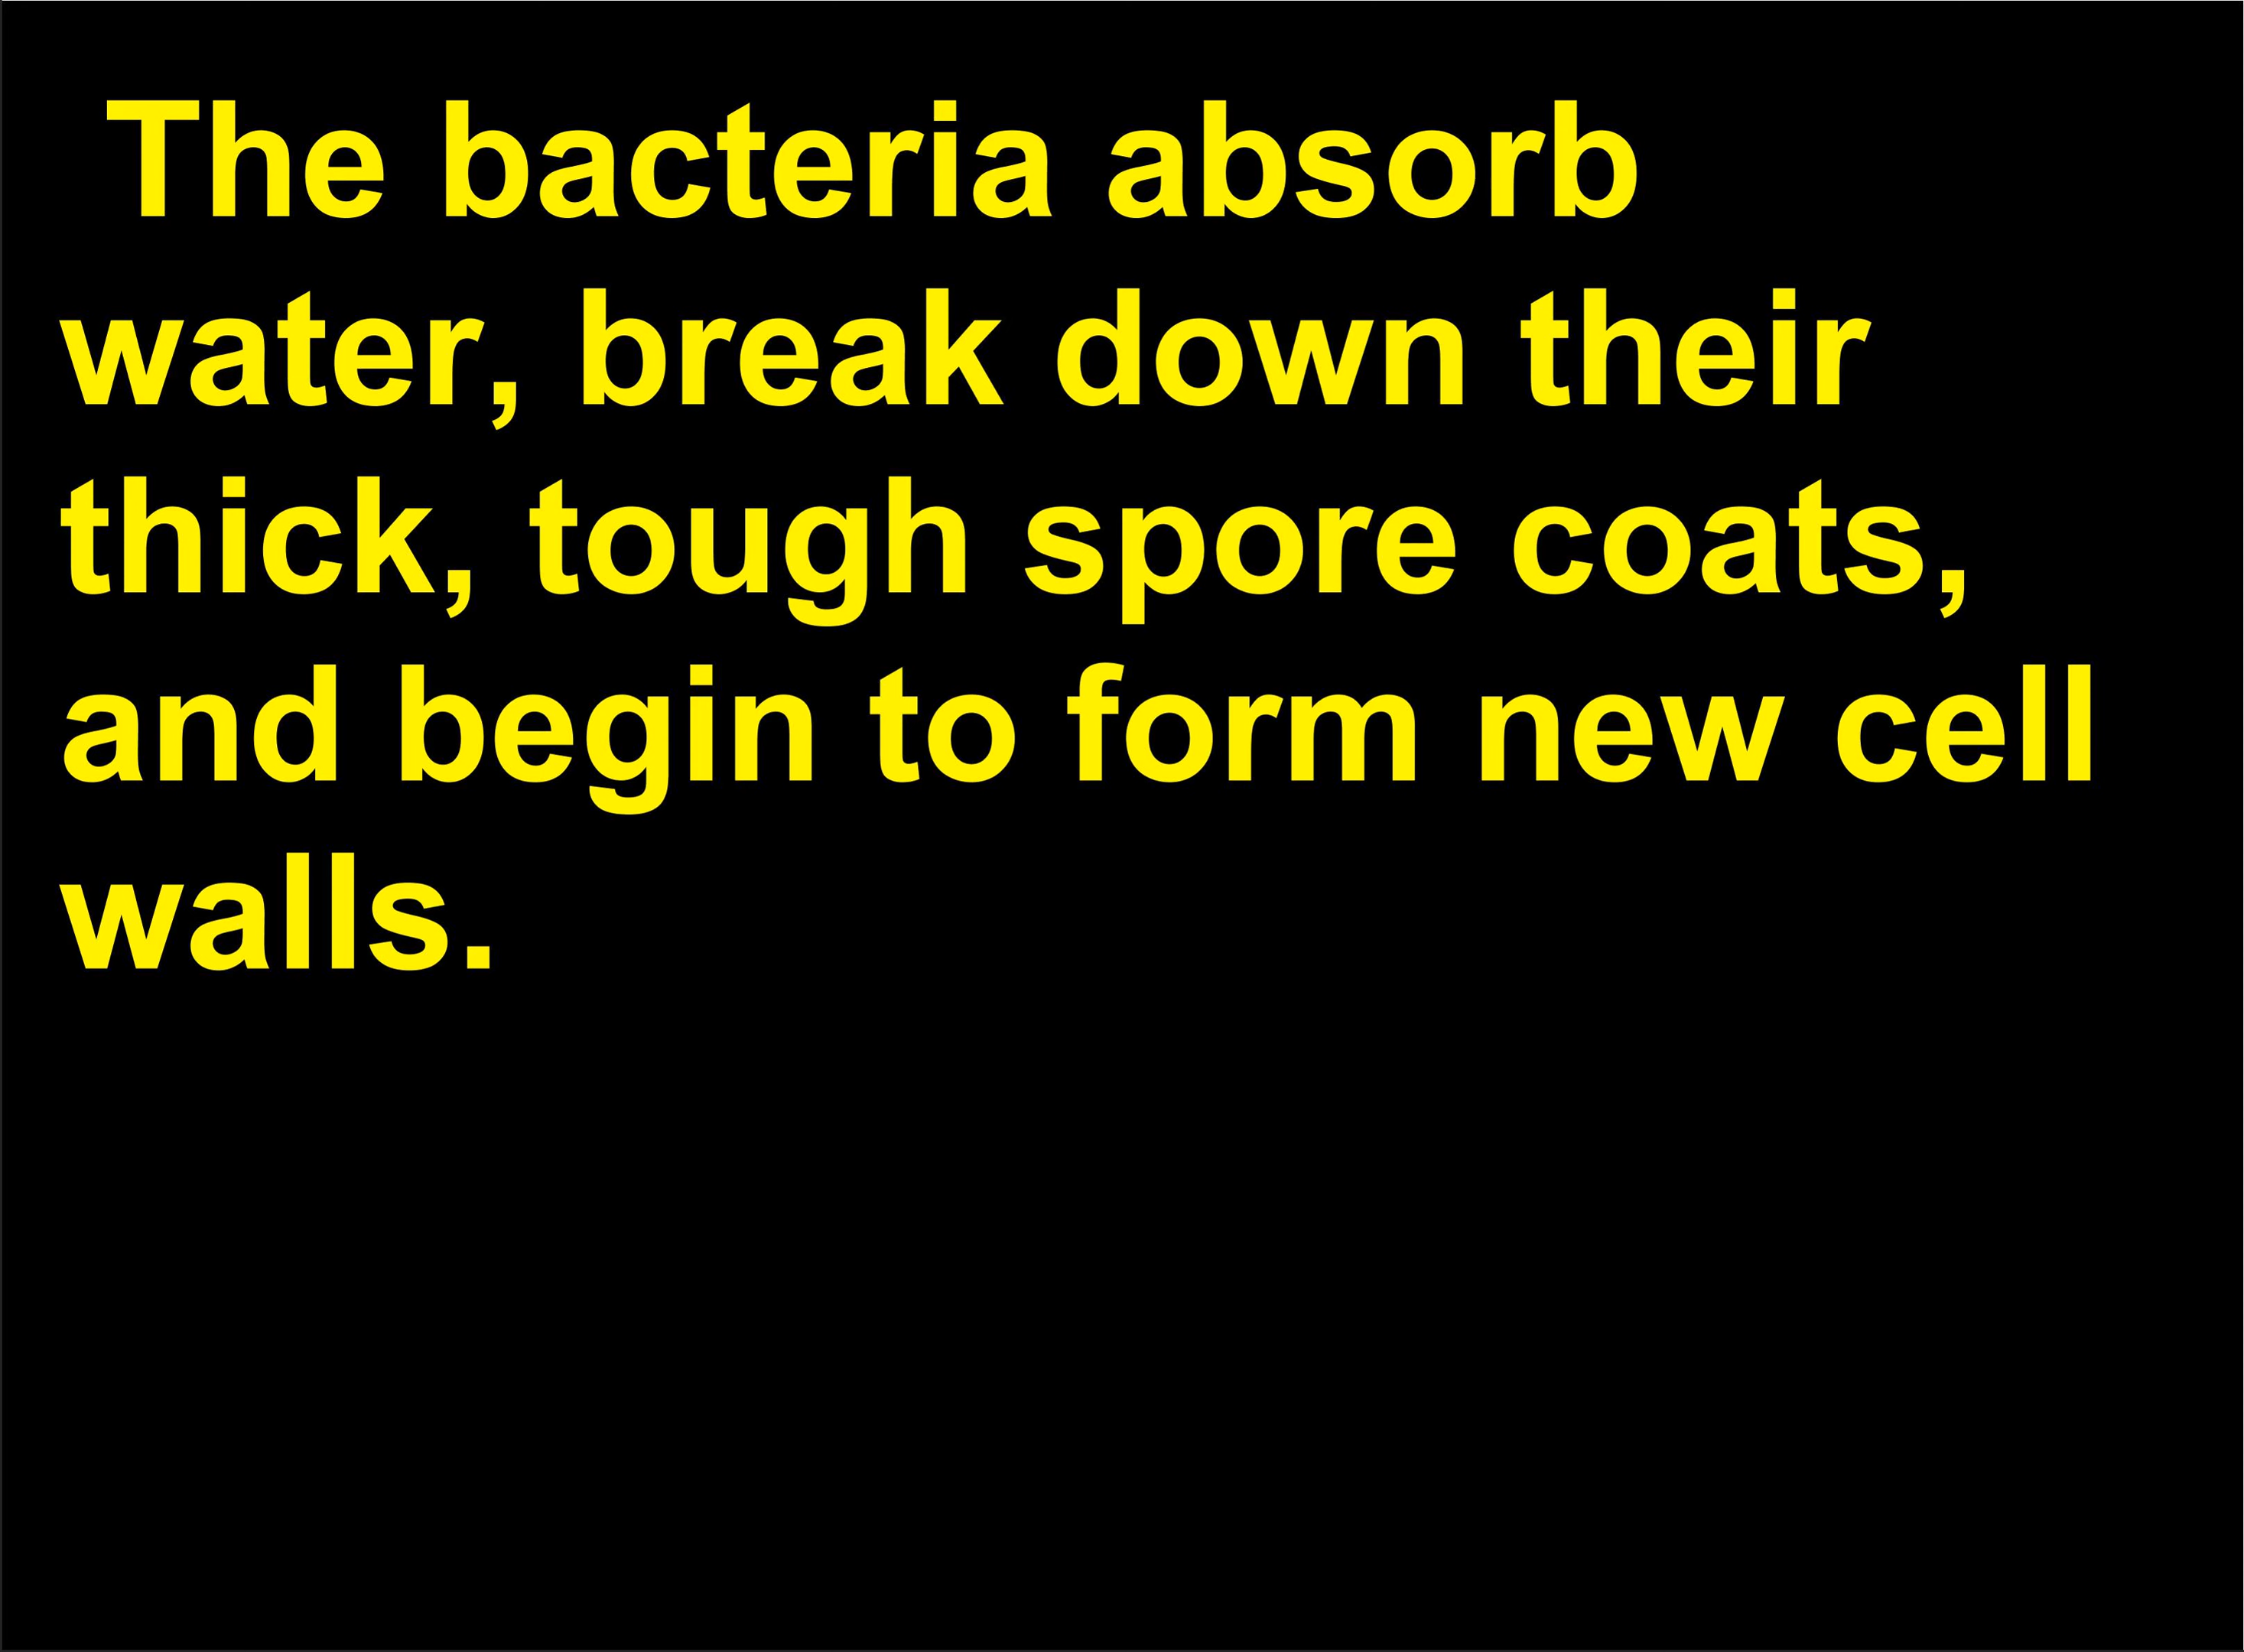 The bacteria absorb
water, break down their
thick, tough spore coats,
and begin to form new cell
walls.